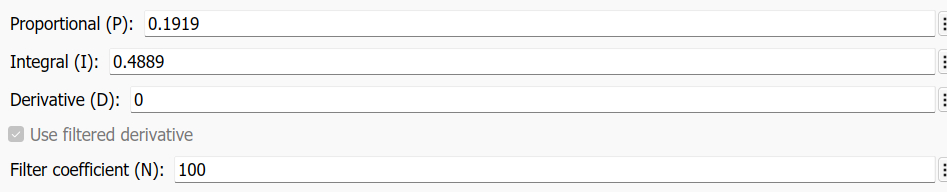 Proportional (P): 0.1919
Integral (I): 0.4889
Derivative (D): 0
Use filtered derivative
Filter coefficient (N): 100